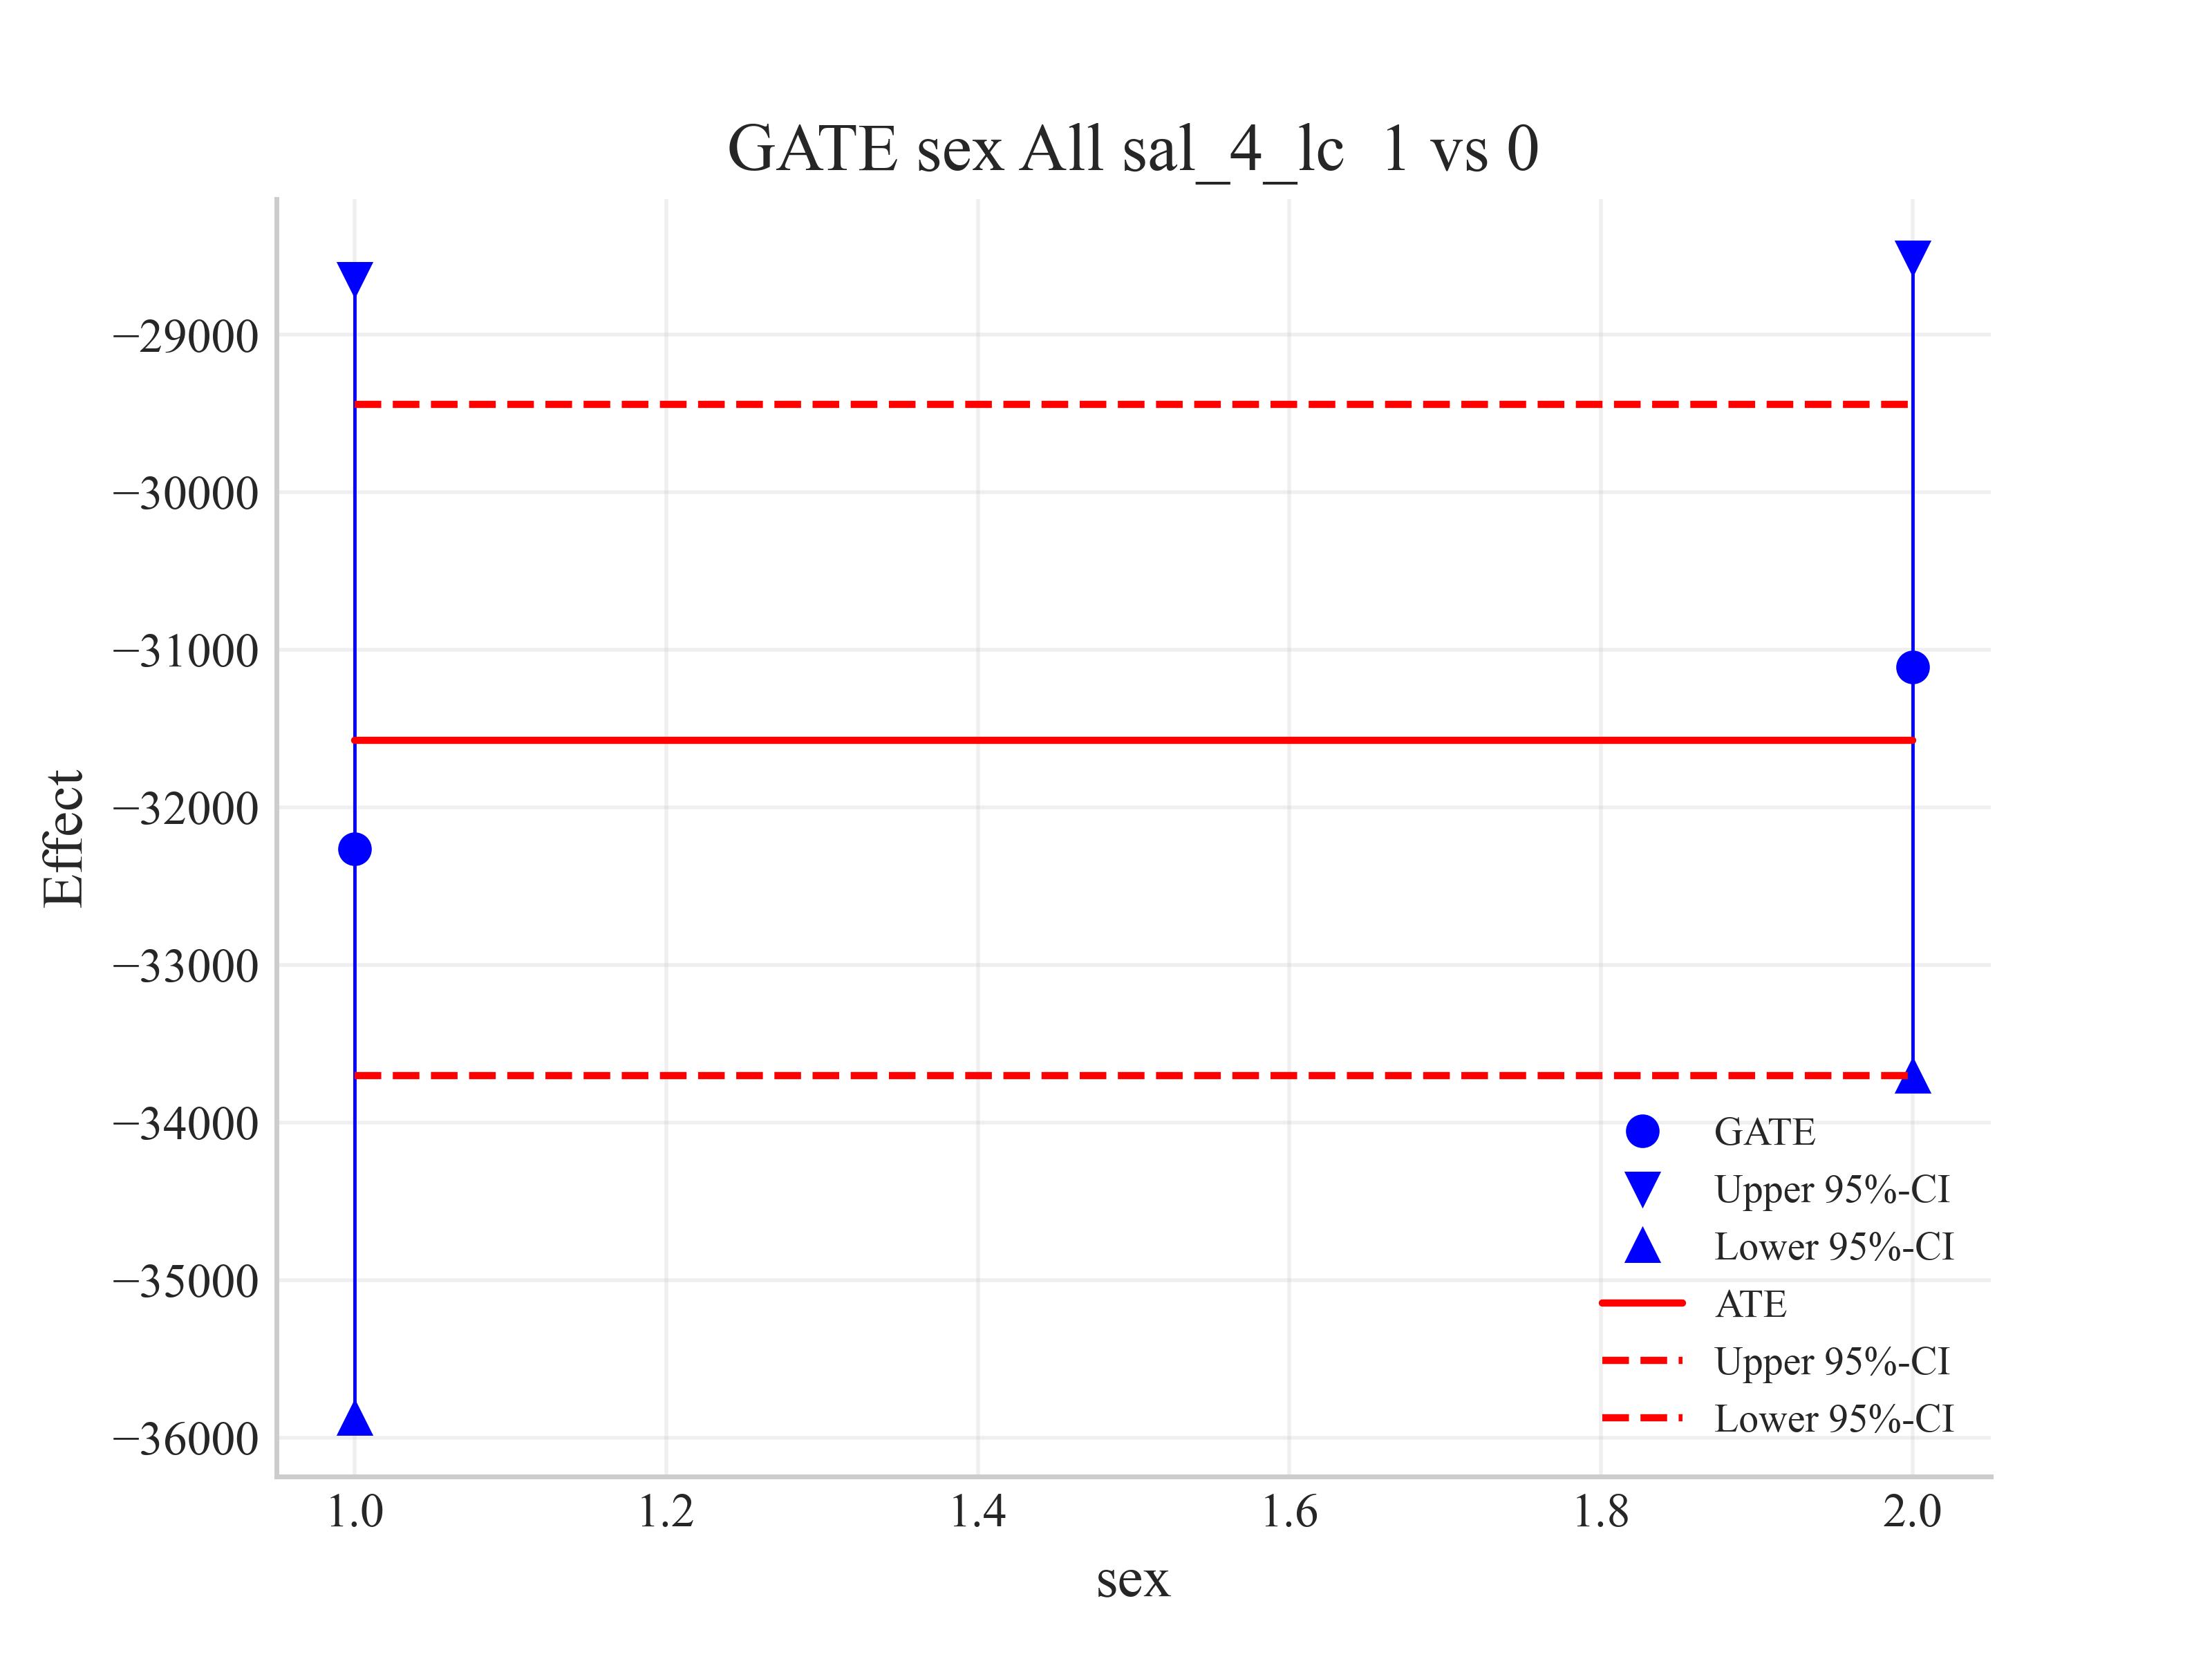 GATE sex All sal_4_lc  1 vs 0
Effect
−29000
−30000
−31000
−32000
−33000
−34000
−35000
−36000
GATE
Upper 95%-CI
Lower 95%-CI
ATE
Upper 95%-CI
Lower 95%-CI
1.0 1.2 1.4 1.6 1.8 2.0
sex